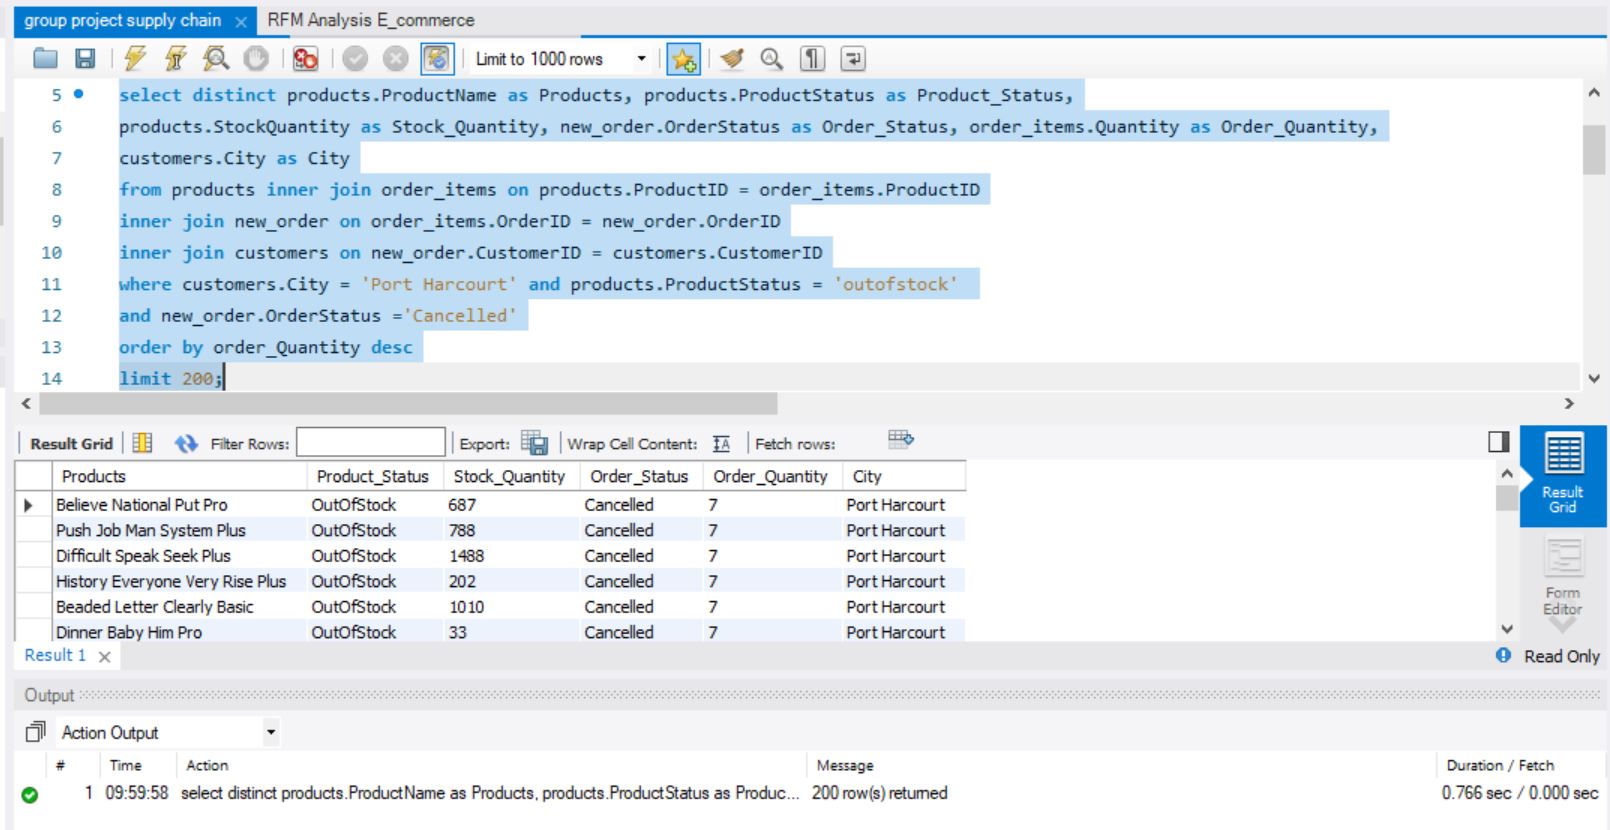 group project supply chain × RFM Analysis E_commerce
Limit to 1000 rows
5 select distinct products.ProductName as Products, products.ProductStatus as Product_Status,
6 products.StockQuantity as Stock_Quantity, new_order.OrderStatus as Order_Status, order_items.Quantity as Order_Quantity,
7 customers.City as City
8 from products inner join order_items on products.ProductID = order_items.ProductID
9 inner join new_order on order_items.OrderID = new_order.OrderID
10 inner join customers on new_order.CustomerID = customers.CustomerID
11 where customers.City = 'Port Harcourt' and products.ProductStatus = 'outofstock'
12 and new_order.OrderStatus ='Cancelled'
13 order by order_Quantity desc
14 limit 200;
Result Grid Filter Rows: Export: Wrap Cell Content: IA Fetch rows:
Products Product_Status Stock_Quantity Order_Status Order_Quantity City
Believe National Put Pro OutOfStock 687 Cancelled 7 Port Harcourt
Push Job Man System Plus OutOfStock 788 Cancelled 7 Port Harcourt
Difficult Speak Seek Plus OutOfStock 1488 Cancelled 7 Port Harcourt
History Everyone Very Rise Plus OutOfStock 202 Cancelled 7 Port Harcourt
Beaded Letter Clearly Basic OutOfStock 1010 Cancelled 7 Port Harcourt
Dinner Baby Him Pro OutOfStock 33 Cancelled 7 Port Harcourt
Result
Grid
Form
Editor
Result 1 × Read Only
Output
Action Output
# Time Action Message Duration / Fetch
1 09:59:58 select distinct products.ProductName as Products, products.ProductStatus as Produc... 200 row(s) returned 0.766 sec / 0.000 sec